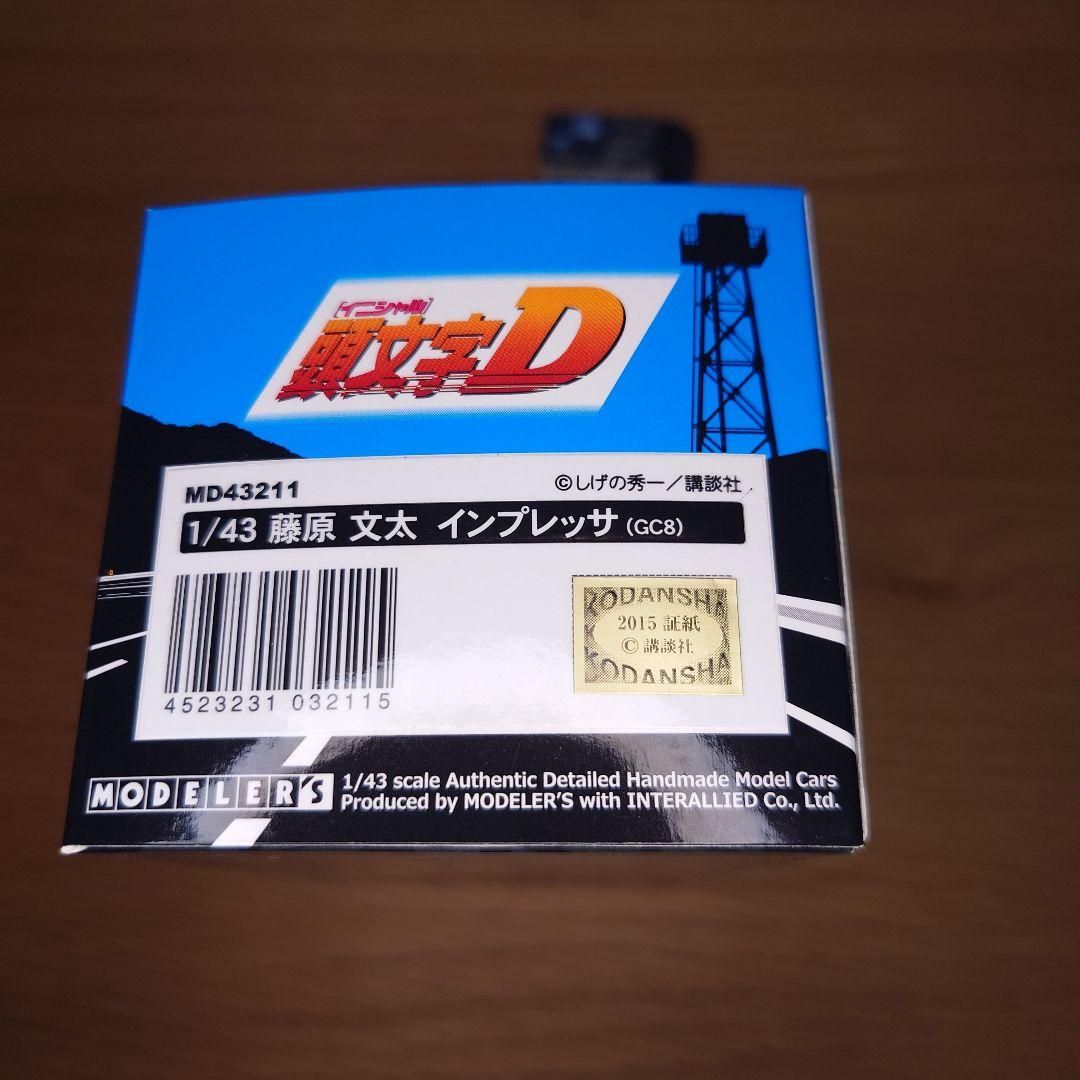 [イニシャル]
頭文字D
MD43211
©しげの秀一／講談社
1/43 藤原 文太 インプレッサ (GC8)
4523231 032115
KODANSHA
2015 証紙
© 講談社
KODANSHA
MODELER'S
1/43 scale Authentic Detailed Handmade Model Cars
Produced by MODELER'S with INTERALLIED Co., Ltd.